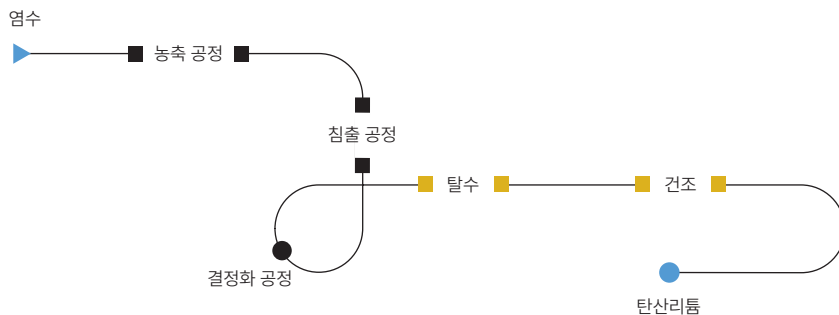 염수
농축 공정
침출 공정
탈수
건조
결정화 공정
탄산리튬